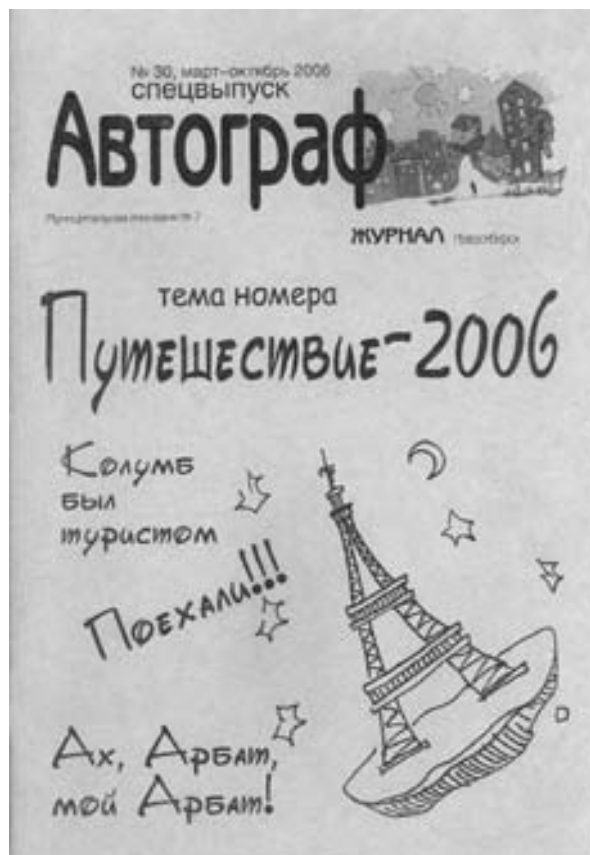 № 30, март–октябрь 2006
спецвыпуск
Автограф
ЖУРНАЛ Новосибирск
тема номера
Путешествие-2006
Колумб
был
туристом
Поехали!!!
Ах, Арбат,
мой Арбат!